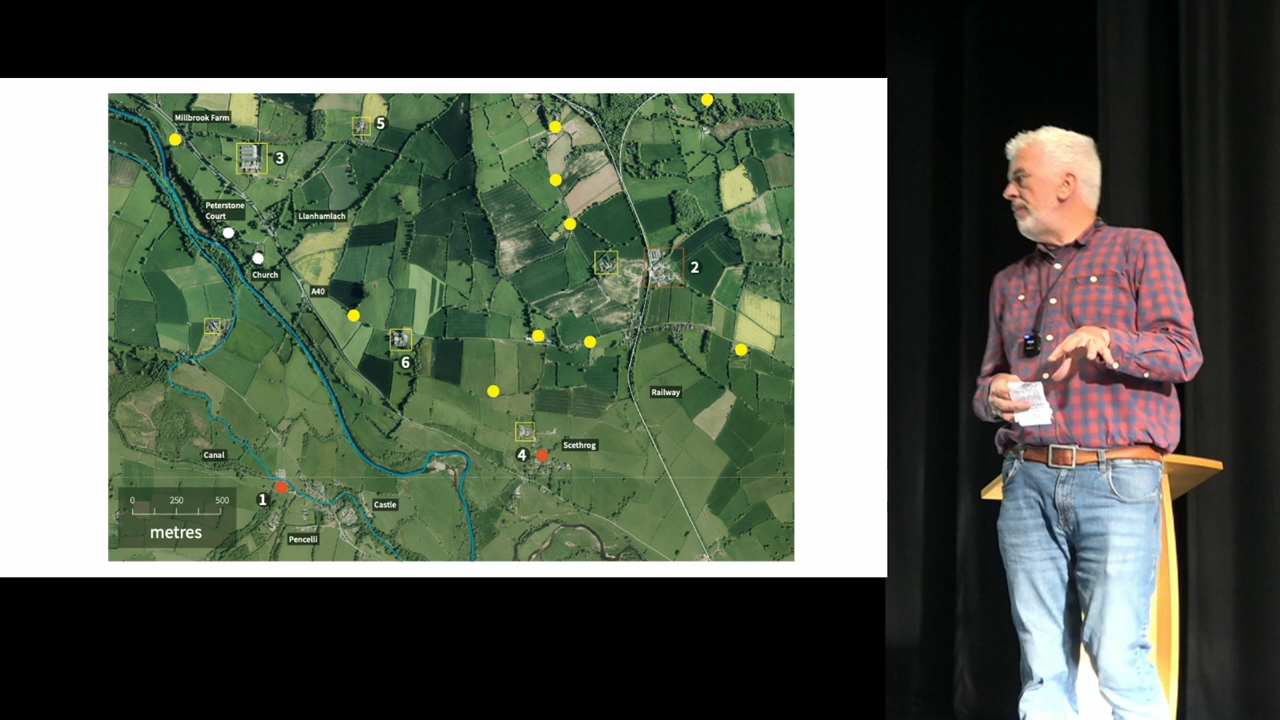 Millbrook Farm
5
3
Peterstone
Court
Llanhamlach
Church
2
A40
6
Railway
Scethrog
4
Canal
1
Castle
0 250 500
metres
Pencelli